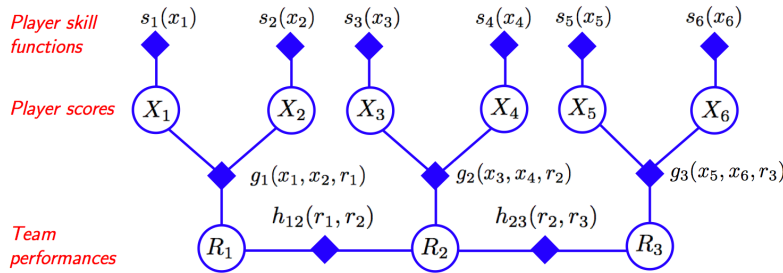 Player skill
functions
s₁(x₁) s₂(x₂) s₃(x₃) s₄(x₄) s₅(x₅) s₆(x₆)
Player scores
X₁ X₂ X₃ X₄ X₅ X₆
g₁(x₁, x₂, r₁) g₂(x₃, x₄, r₂) g₃(x₅, x₆, r₃)
h₁₂(r₁, r₂) h₂₃(r₂, r₃)
Team
performances
R₁ R₂ R₃